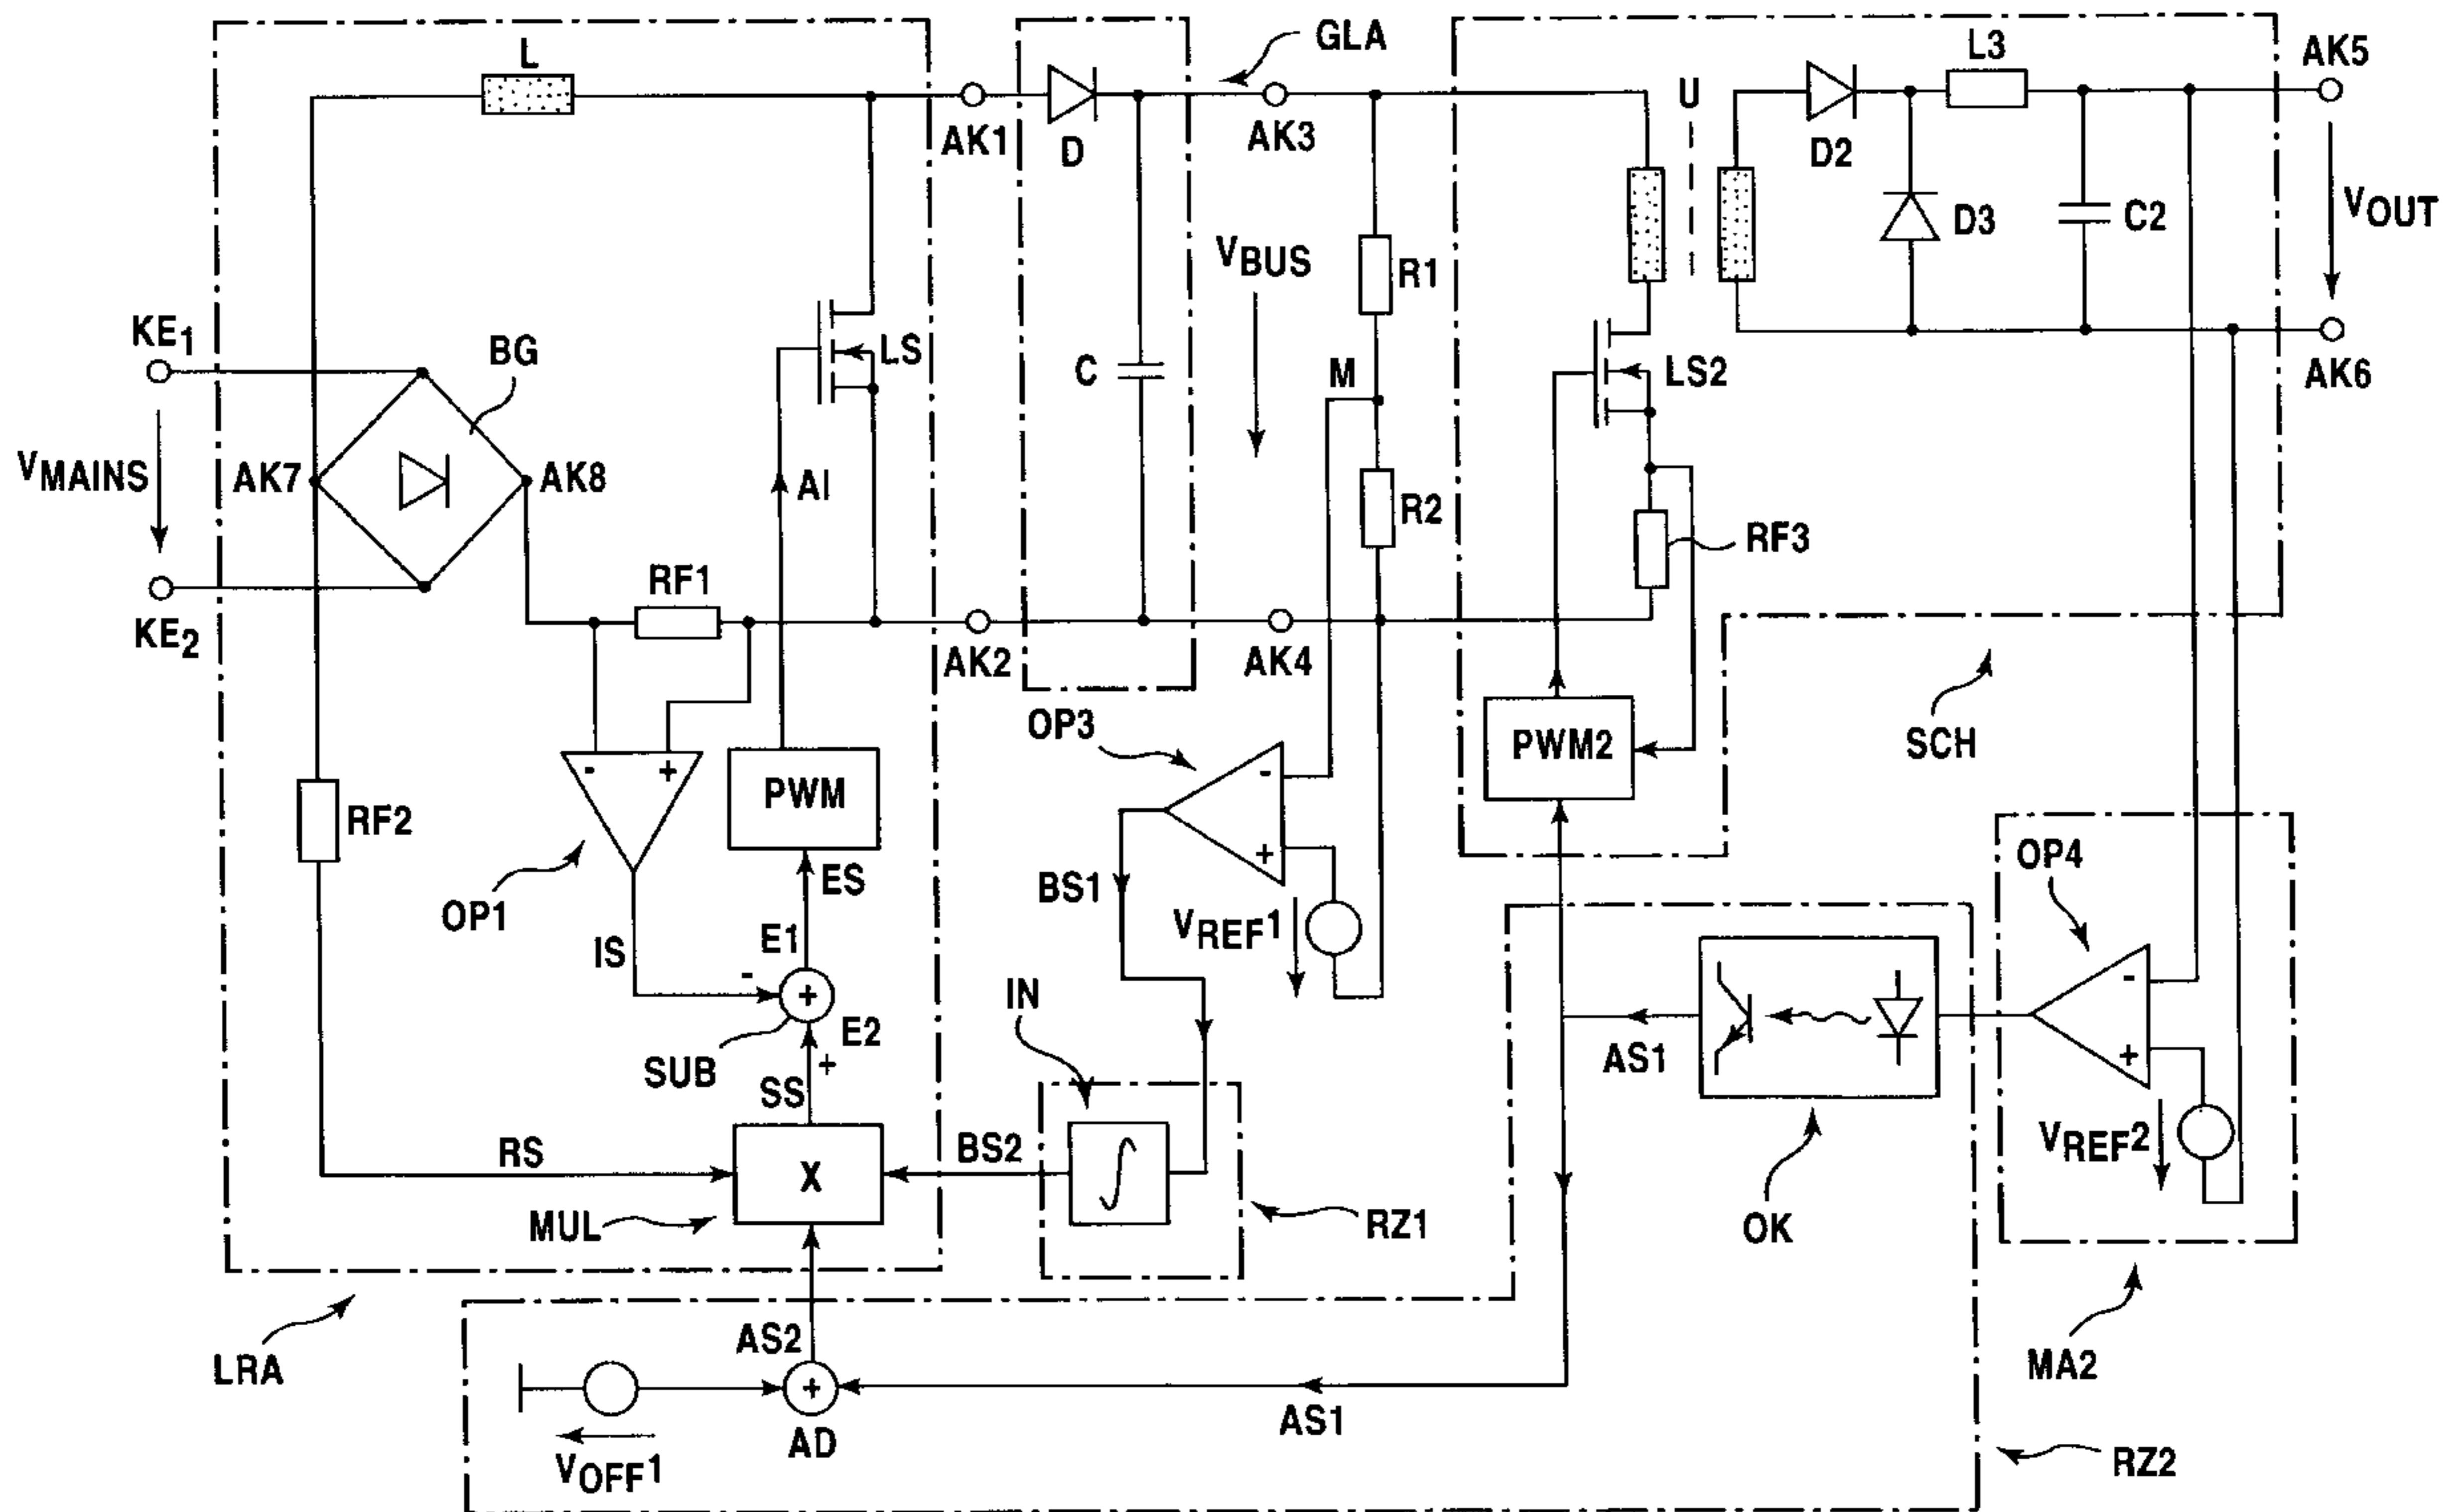 GLA
L
L3
AK5
U
AK1
D
AK3
D2
D3
C2
VOUT
VBUS
R1
KE1
BG
LS
C
M
LS2
AK6
VMAINS
AK7
AK8
AI
R2
RF3
RF1
KE2
AK2
AK4
OP3
SCH
PWM2
- +
PWM
-
RF2
+
OP4
OP1
ES
BS1
VREF1
IS
E1
-
+
IN
-
E2
SUB
+
SS
AS1
+
VREF2
RS
X
BS2
MUL
RZ1
OK
LRA
AS2
MA2
+
AD
AS1
VOFF1
RZ2